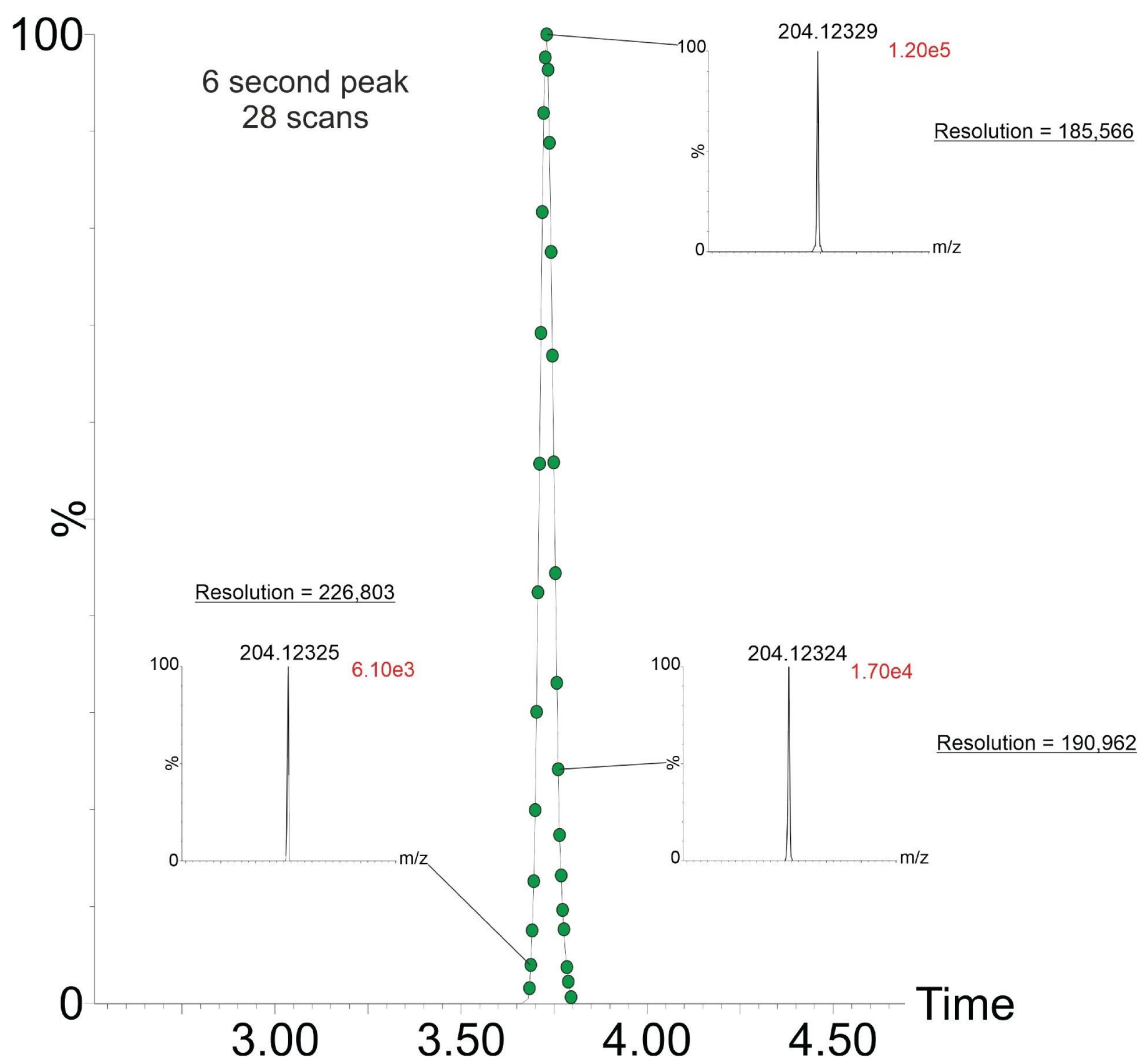 100
6 second peak
28 scans
%
0
3.00
3.50
4.00
4.50
Time
204.12329
1.20e5
100
%
0
m/z
Resolution = 185,566
Resolution = 226,803
204.12325
6.10e3
100
%
0
m/z
204.12324
1.70e4
100
%
0
m/z
Resolution = 190,962